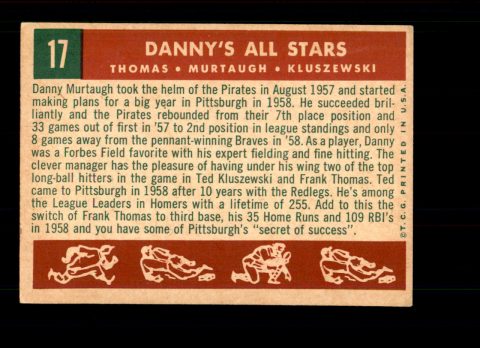 17
DANNY'S ALL STARS
THOMAS • MURTAUGH • KLUSZEWSKI
Danny Murtaugh took the helm of the Pirates in August 1957 and started
making plans for a big year in Pittsburgh in 1958. He succeeded bril-
liantly and the Pirates rebounded from their 7th place position and
33 games out of first in '57 to 2nd position in league standings and only
8 games away from the pennant-winning Braves in '58. As a player, Danny
was a Forbes Field favorite with his expert fielding and fine hitting. The
clever manager has the pleasure of having under his wing two of the top
long-ball hitters in the game in Ted Kluszewski and Frank Thomas. Ted
came to Pittsburgh in 1958 after 10 years with the Redlegs. He's among
the League Leaders in Homers with a lifetime of 255. Add to this the
switch of Frank Thomas to third base, his 35 Home Runs and 109 RBI's
in 1958 and you have some of Pittsburgh's "secret of success".
©T.C.G. PRINTED IN U.S.A.